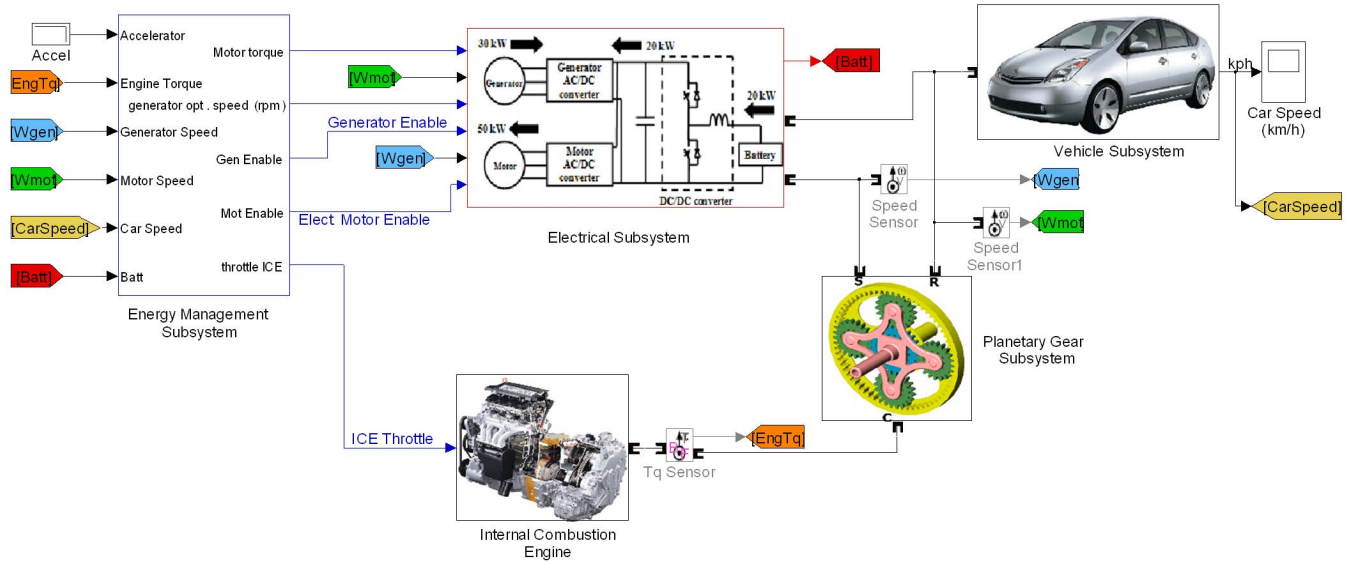 Accel
[EngTq]
[Wgen]
[Wmot]
[CarSpeed]
[Batt]
Accelerator
Engine Torque
Generator Speed
Motor Speed
Car Speed
Batt
Motor torque
generator opt . speed (rpm)
Gen Enable
Mot Enable
throttle ICE
Energy Management
Subsystem
Generator Enable
Elect. Motor Enable
ICE Throttle
[Wmot]
[Wgen]
30 kW
20 kW
Generator
Generator
AC/DC
converter
50 kW
20 kW
Motor
Motor
AC/DC
converter
Battery
DC/DC converter
Electrical Subsystem
[Batt]
Vehicle Subsystem
kph
Car Speed
(km/h)
[CarSpeed]
ω
V
Speed
Sensor
[Wgen]
ω
V
Speed
Sensor1
[Wmot]
S
R
C
Planetary Gear
Subsystem
Internal Combustion
Engine
Tq Sensor
[EngTq]